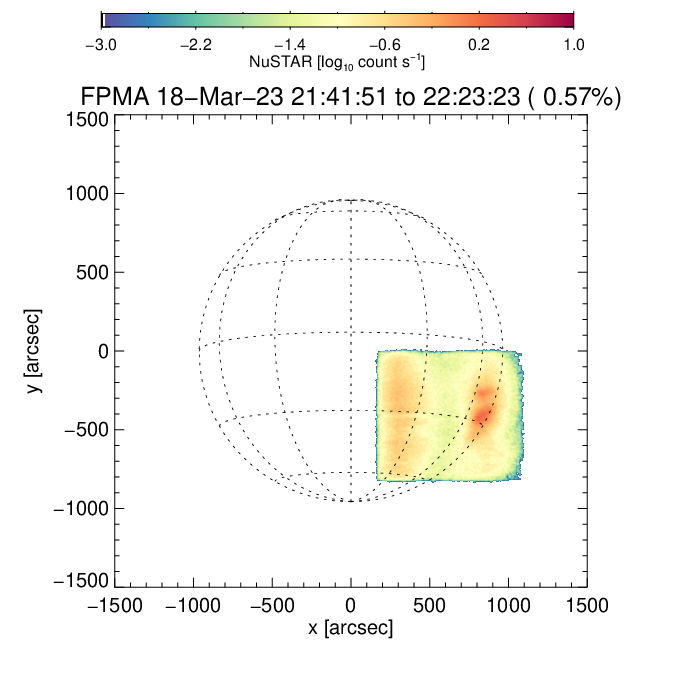 −3.0 −2.2 −1.4 −0.6 0.2 1.0
NuSTAR [log10 count s−1]
FPMA 18−Mar−23 21:41:51 to 22:23:23 ( 0.57%)
1500
1000
500
0
−500
−1000
−1500
y [arcsec]
−1500 −1000 −500 0 500 1000 1500
x [arcsec]